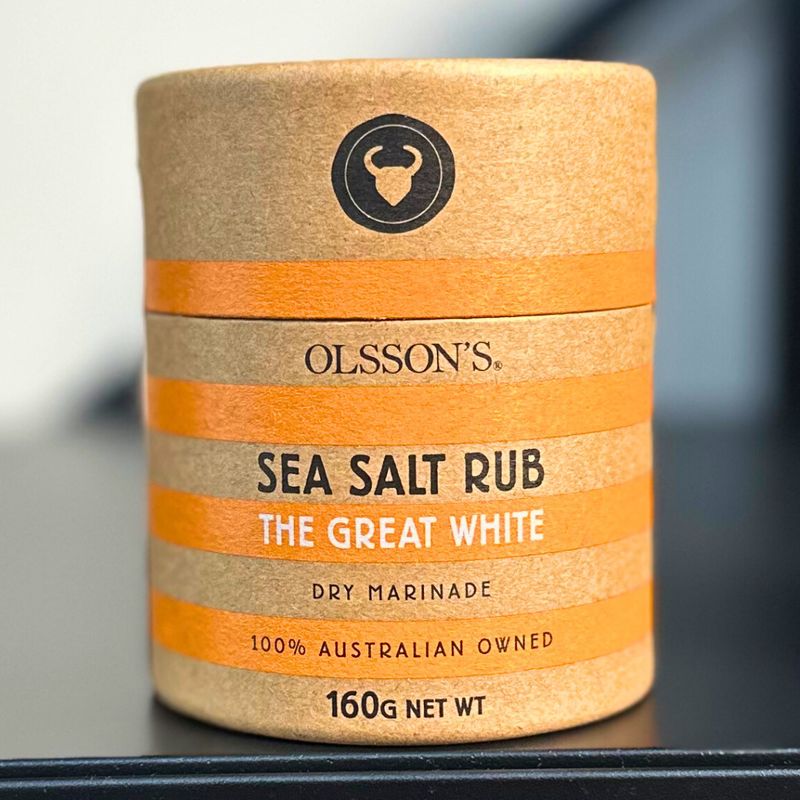 OLSSON'S®
SEA SALT RUB
THE GREAT WHITE
DRY MARINADE
100% AUSTRALIAN OWNED
160G NET WT